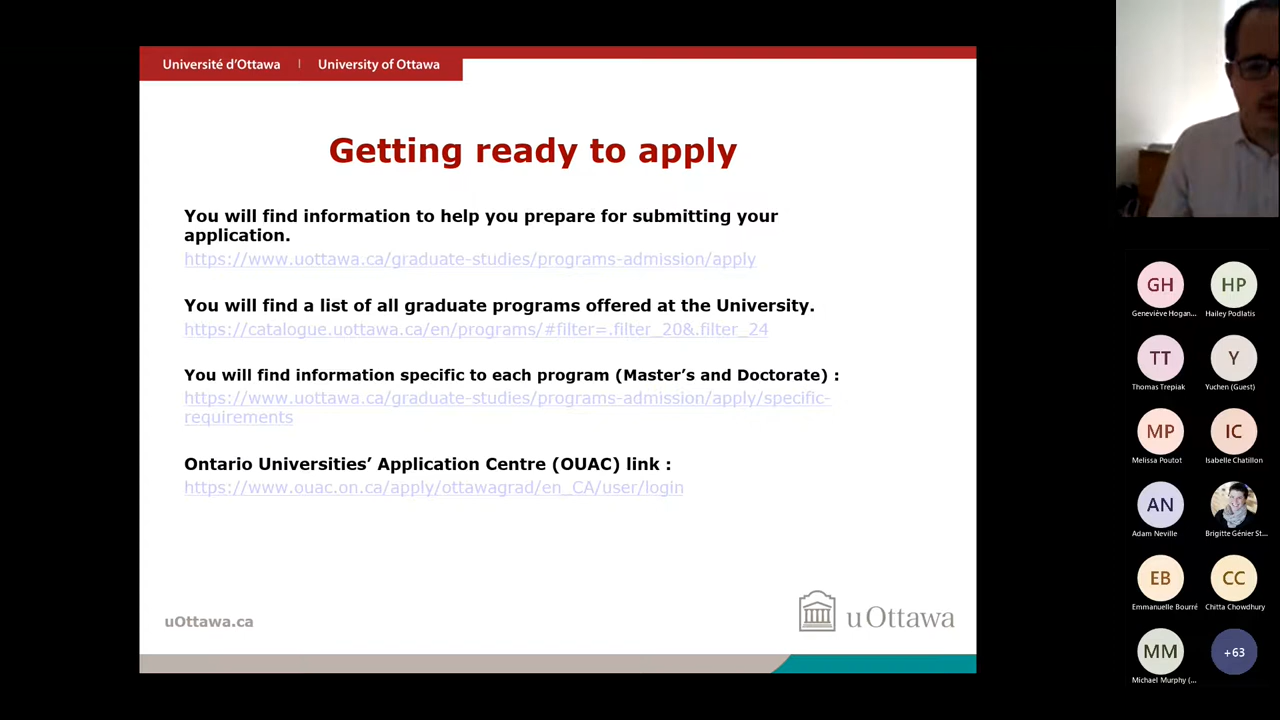 Université d'Ottawa | University of Ottawa
Getting ready to apply
You will find information to help you prepare for submitting your
application.
https://www.uottawa.ca/graduate-studies/programs-admission/apply
You will find a list of all graduate programs offered at the University.
https://catalogue.uottawa.ca/en/programs/#filter=.filter_20&.filter_24
You will find information specific to each program (Master's and Doctorate) :
https://www.uottawa.ca/graduate-studies/programs-admission/apply/specific-
requirements
Ontario Universities' Application Centre (OUAC) link :
https://www.ouac.on.ca/apply/ottawagrad/en_CA/user/login
uOttawa.ca
uOttawa
GH
HP
Geneviève Hogan...
Hailey Podlatis
TT
Y
Thomas Trepiak
Yuchen (Guest)
MP
IC
Melissa Poutot
Isabelle Chatillon
AN
Adam Neville
Brigitte Génier St...
EB
CC
Emmanuelle Bourré
Chitta Chowdhury
MM
+63
Michael Murphy (...